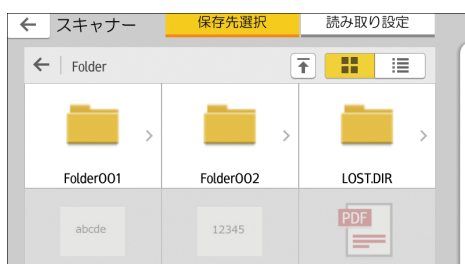 スキャナー
保存先選択
読み取り設定
Folder
Folder001
Folder002
LOST.DIR
abcde
12345
PDF